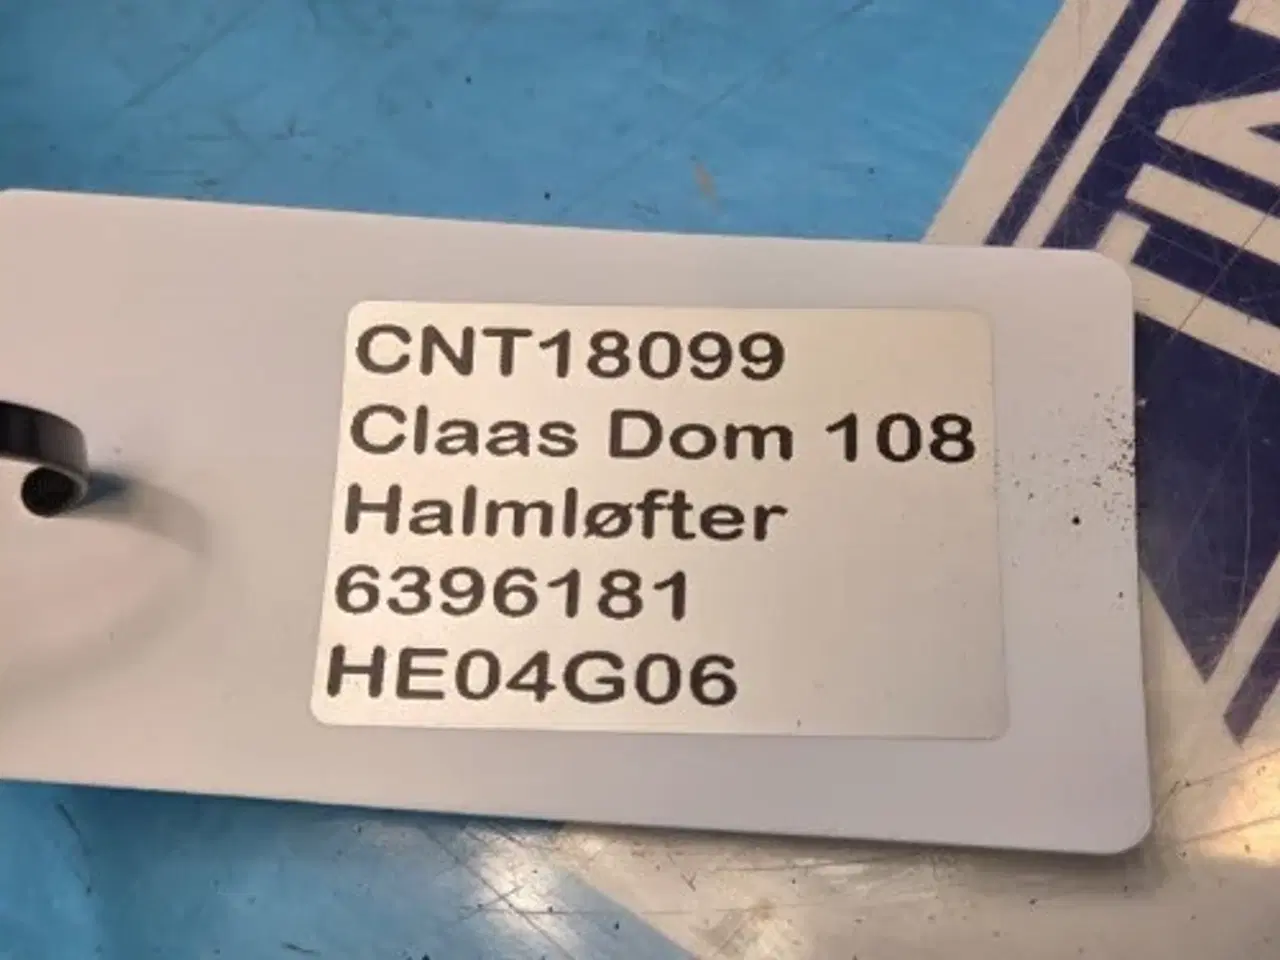 CNT18099
Claas Dom 108
Halmløfter
6396181
HE04G06